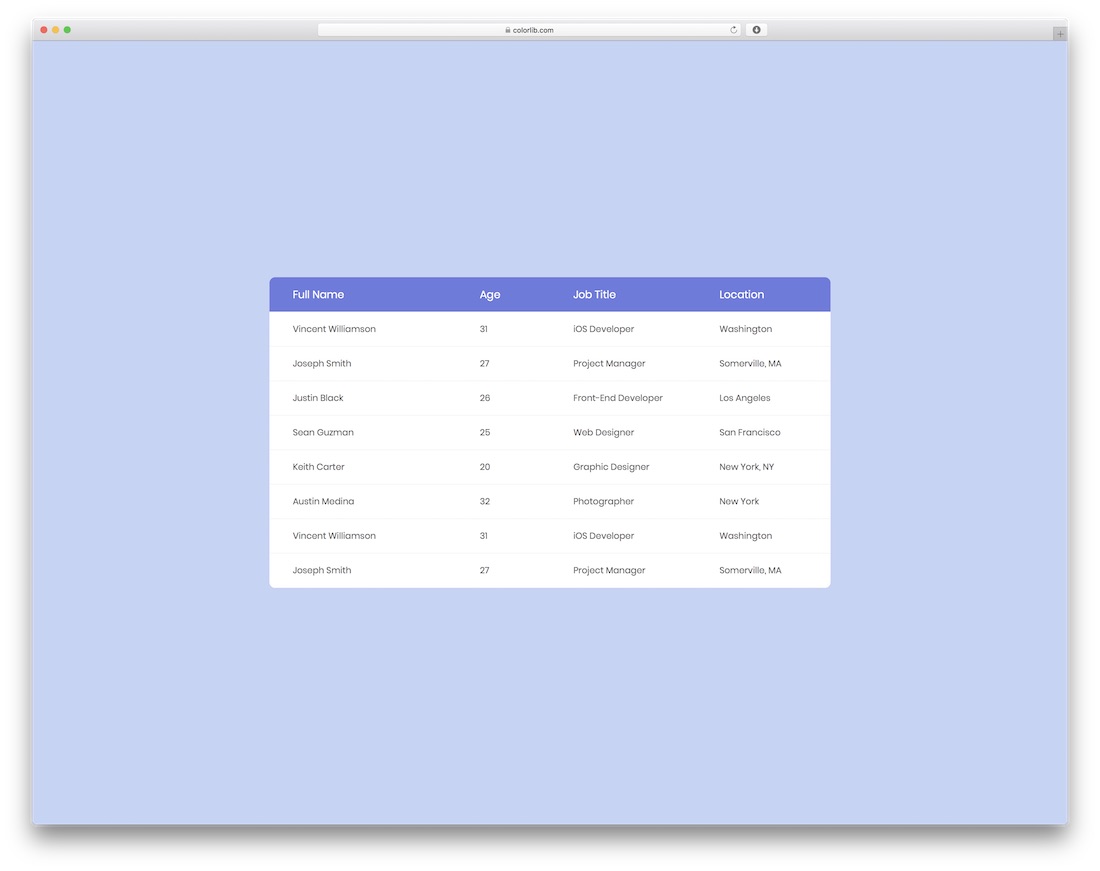 colorlib.com
Full Name Age Job Title Location
Vincent Williamson 31 iOS Developer Washington
Joseph Smith 27 Project Manager Somerville, MA
Justin Black 26 Front-End Developer Los Angeles
Sean Guzman 25 Web Designer San Francisco
Keith Carter 20 Graphic Designer New York, NY
Austin Medina 32 Photographer New York
Vincent Williamson 31 iOS Developer Washington
Joseph Smith 27 Project Manager Somerville, MA